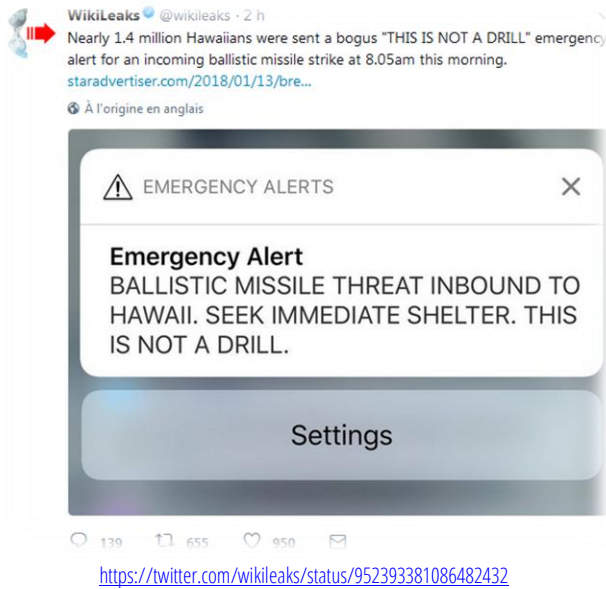 WikiLeaks @wikileaks · 2 h
Nearly 1.4 million Hawaiians were sent a bogus "THIS IS NOT A DRILL" emergency
alert for an incoming ballistic missile strike at 8.05am this morning.
staradvertiser.com/2018/01/13/bre...
À l'origine en anglais
EMERGENCY ALERTS
Emergency Alert
BALLISTIC MISSILE THREAT INBOUND TO
HAWAII. SEEK IMMEDIATE SHELTER. THIS
IS NOT A DRILL.
Settings
139 655 950
https://twitter.com/wikileaks/status/952393381086482432